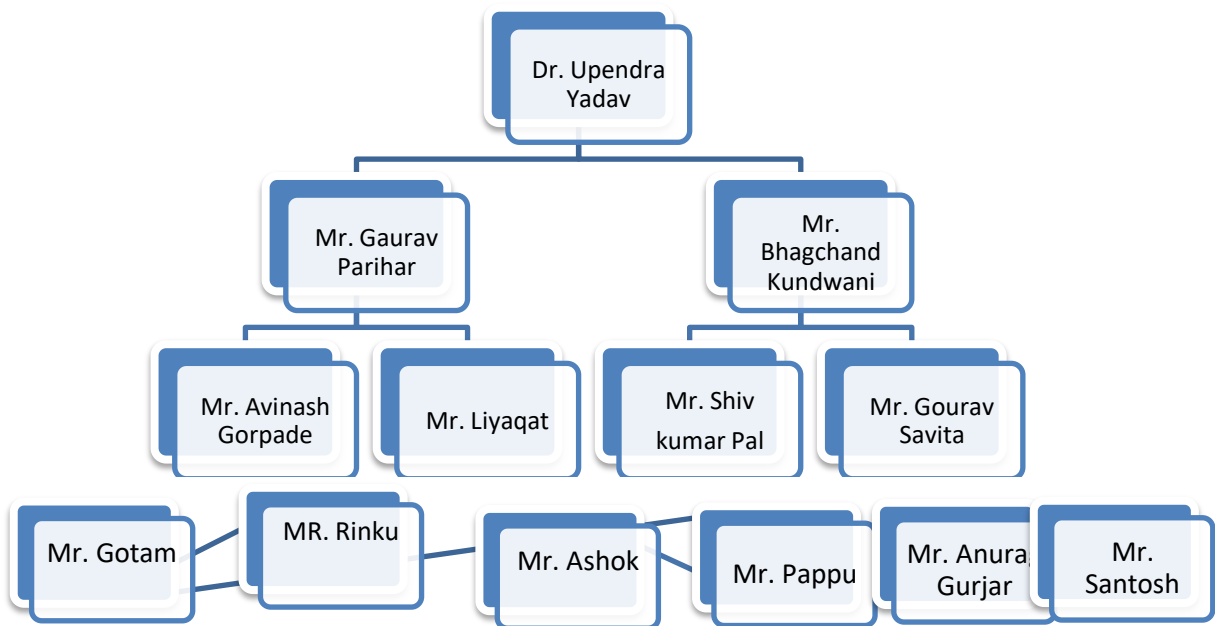 Dr. Upendra
Yadav
Mr. Gaurav
Parihar
Mr.
Bhagchand
Kundwani
Mr. Avinash
Gorpade
Mr. Liyaqat
Mr. Shiv
kumar Pal
Mr. Gourav
Savita
Mr. Gotam
MR. Rinku
Mr. Ashok
Mr. Pappu
Mr. Anurag
Gurjar
Mr.
Santosh